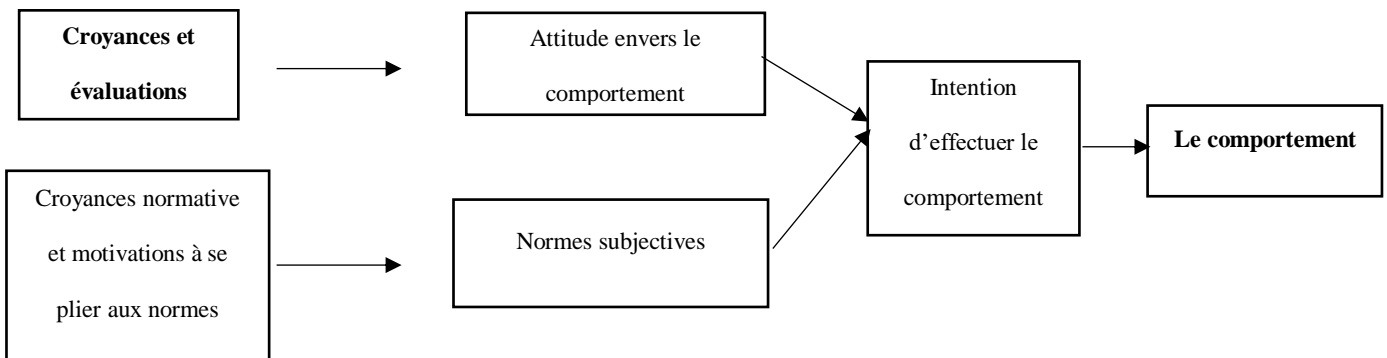 Croyances et
évaluations
Attitude envers le
comportement
Intention
d'effectuer le
comportement
Le comportement
Croyances normative
et motivations à se
plier aux normes
Normes subjectives